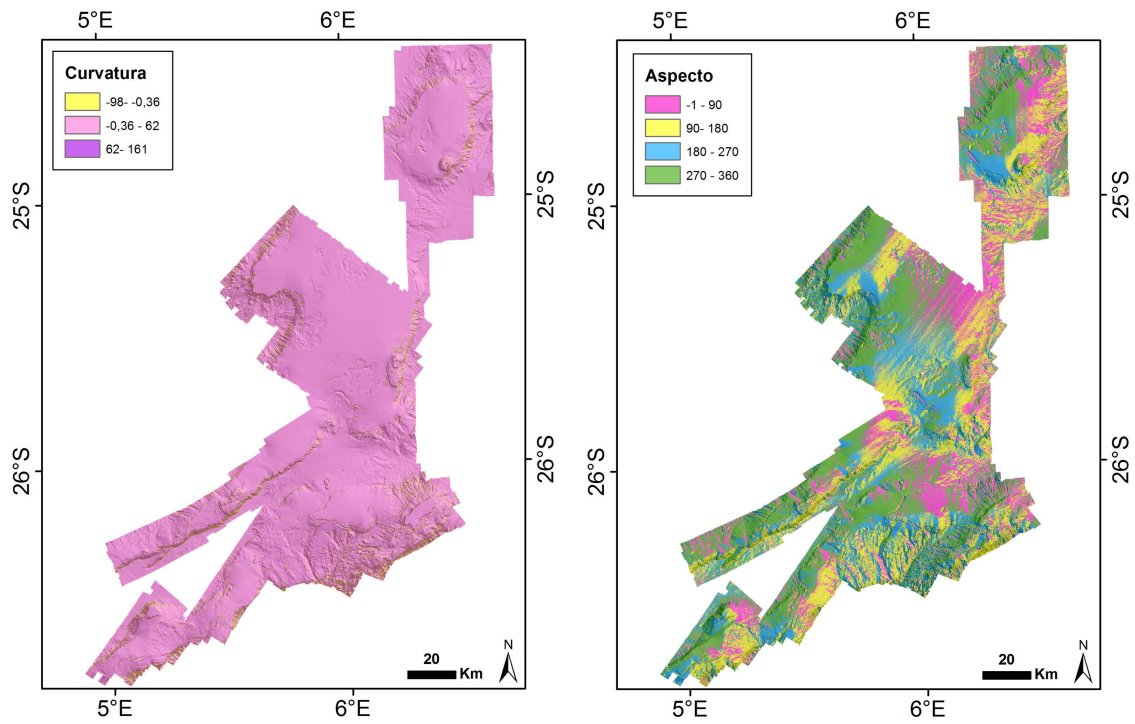 5°E
6°E
Curvatura
-98- -0,36
-0,36 - 62
62- 161
25°S
25°S
26°S
26°S
20
Km
N
5°E
6°E
5°E
6°E
Aspecto
-1 - 90
90- 180
180 - 270
270 - 360
25°S
25°S
26°S
26°S
20
Km
N
5°E
6°E